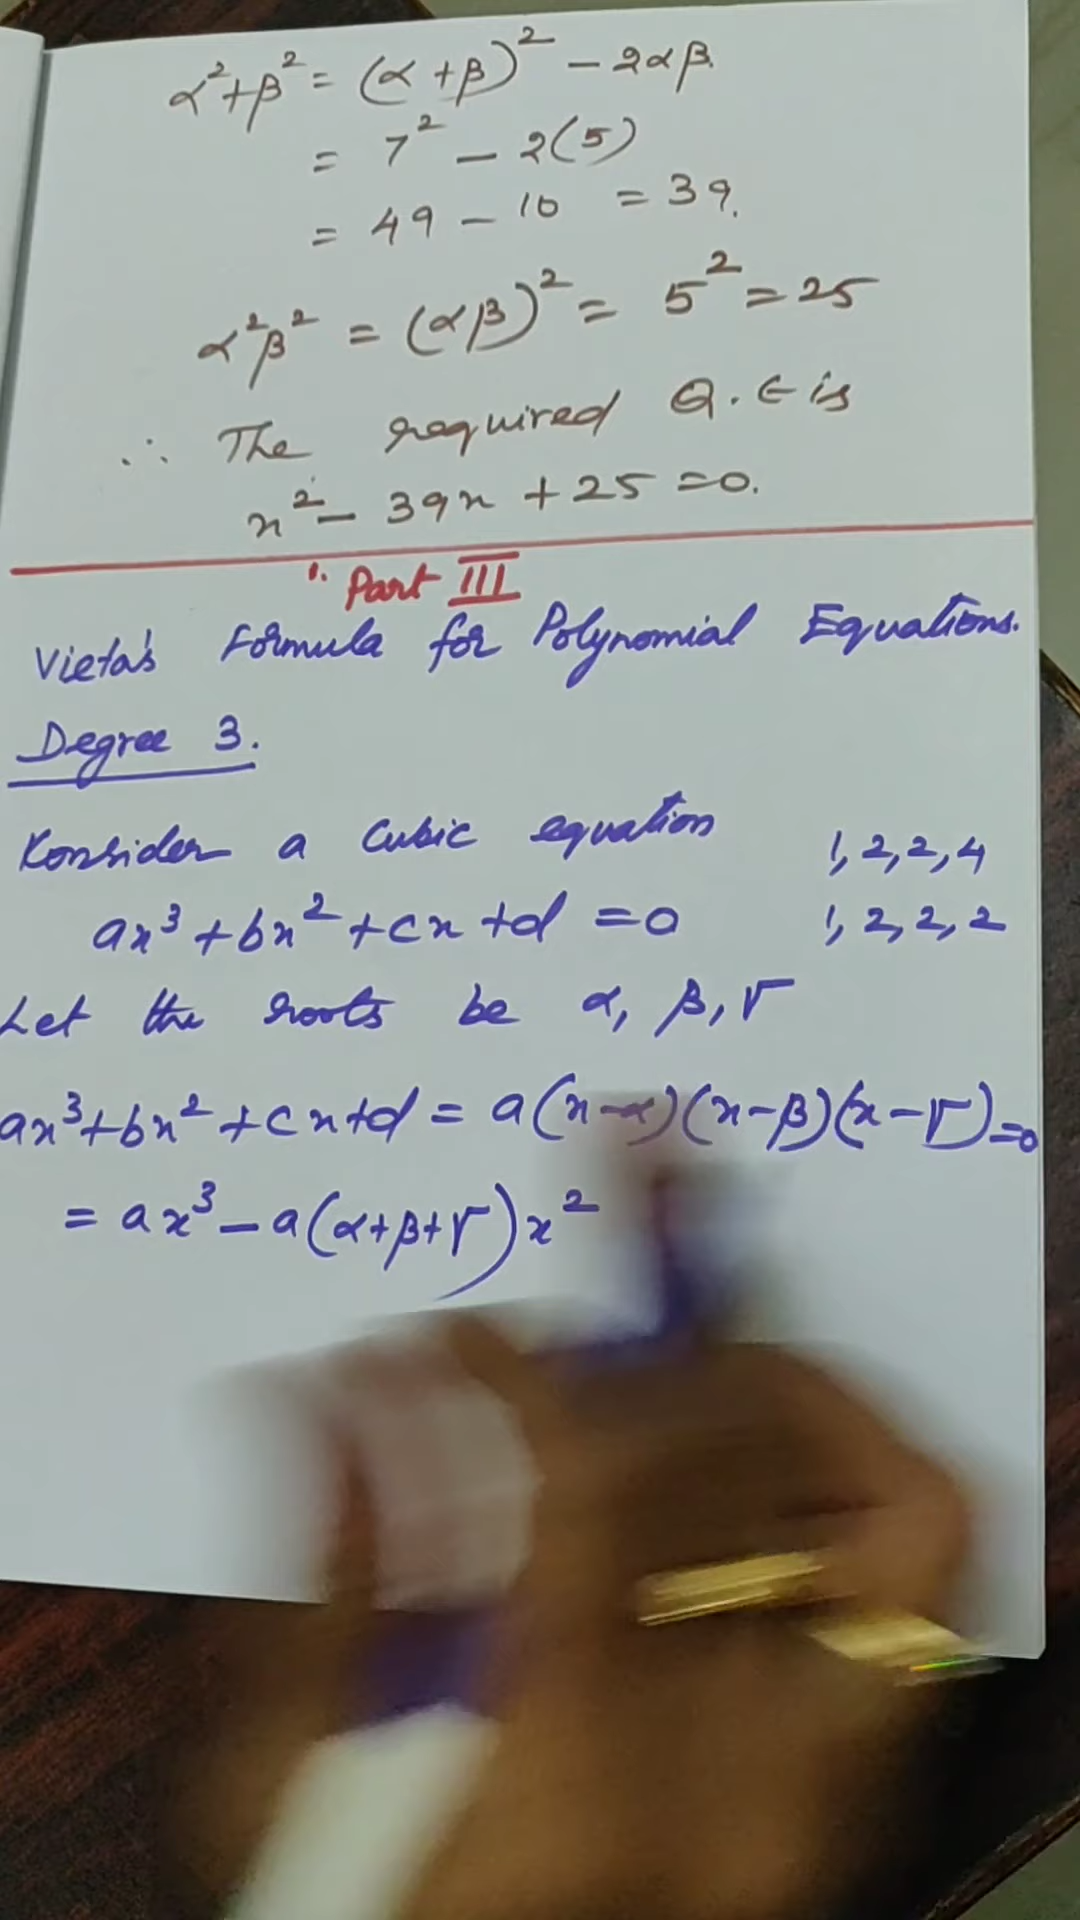 α²+β² = (α+β)² - 2αβ.
= 7² - 2(5)
= 49 - 10 = 39.
α²β² = (αβ)² = 5² = 25
∴ The required Q.E is
x² - 39x + 25 = 0.
1. Part III
Vieta's Formula for Polynomial Equations.
Degree 3.
Konsider a Cubic equation
1, 2, 2, 4
ax³ + bx² + cx + d = 0
1, 2, 2, 2
Let the roots be α, β, γ
ax³ + bx² + cx + d = a(x-α)(x-β)(x-γ) = 0
= ax³ - a(α+β+γ)x²